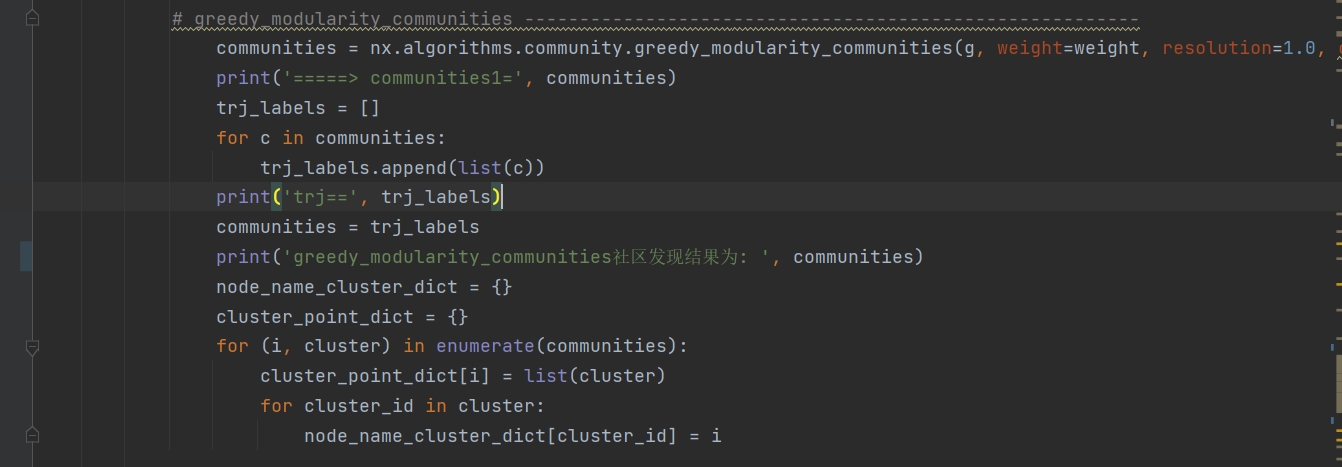 # greedy_modularity_communities --------------------------------------------------------
communities = nx.algorithms.community.greedy_modularity_communities(g, weight=weight, resolution=1.0,
print('=====> communities1=', communities)
trj_labels = []
for c in communities:
trj_labels.append(list(c))
print('trj==', trj_labels)
communities = trj_labels
print('greedy_modularity_communities社区发现结果为: ', communities)
node_name_cluster_dict = {}
cluster_point_dict = {}
for (i, cluster) in enumerate(communities):
cluster_point_dict[i] = list(cluster)
for cluster_id in cluster:
node_name_cluster_dict[cluster_id] = i